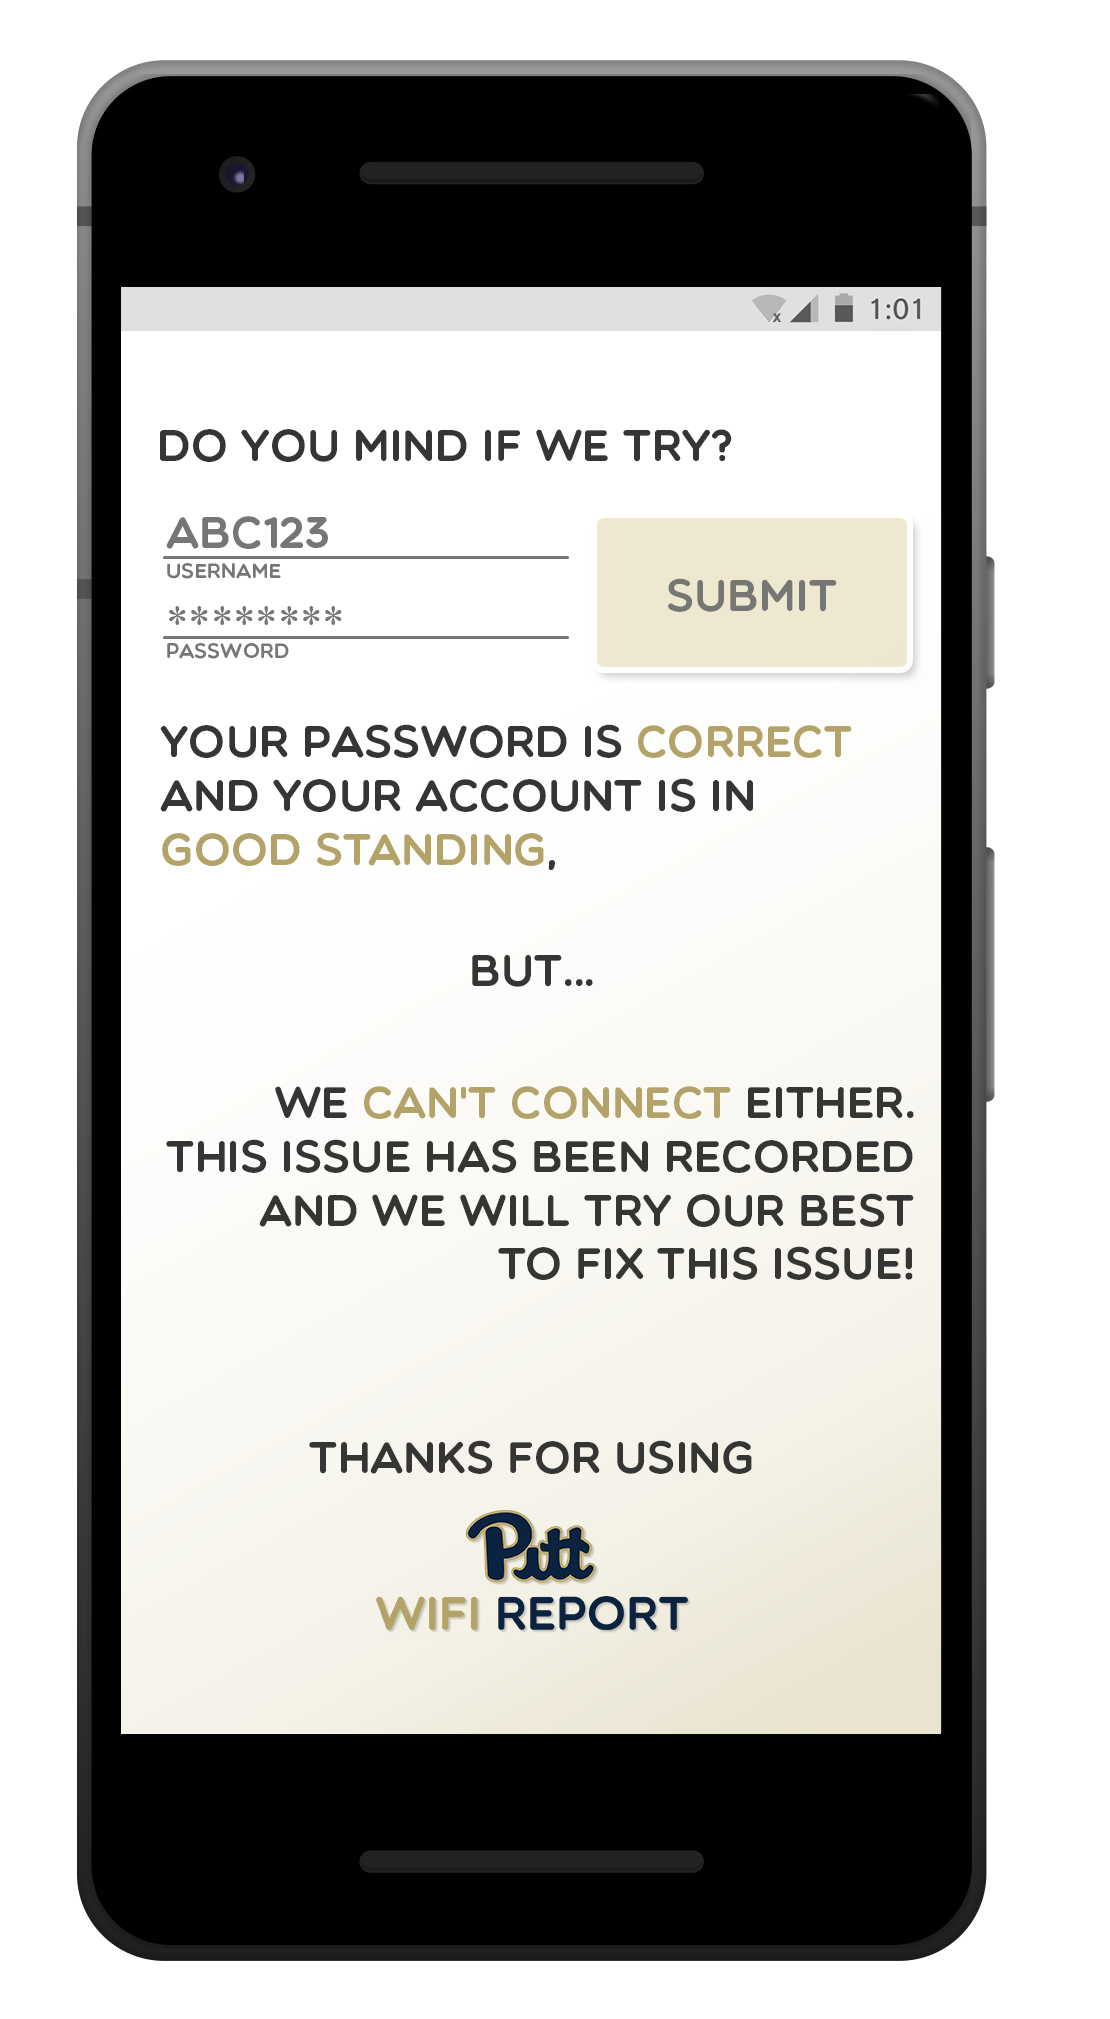 1:01
DO YOU MIND IF WE TRY?
ABC123
USERNAME
********
PASSWORD
SUBMIT
YOUR PASSWORD IS CORRECT
AND YOUR ACCOUNT IS IN
GOOD STANDING,
BUT...
WE CAN'T CONNECT EITHER.
THIS ISSUE HAS BEEN RECORDED
AND WE WILL TRY OUR BEST
TO FIX THIS ISSUE!
THANKS FOR USING
Pitt
WIFI REPORT